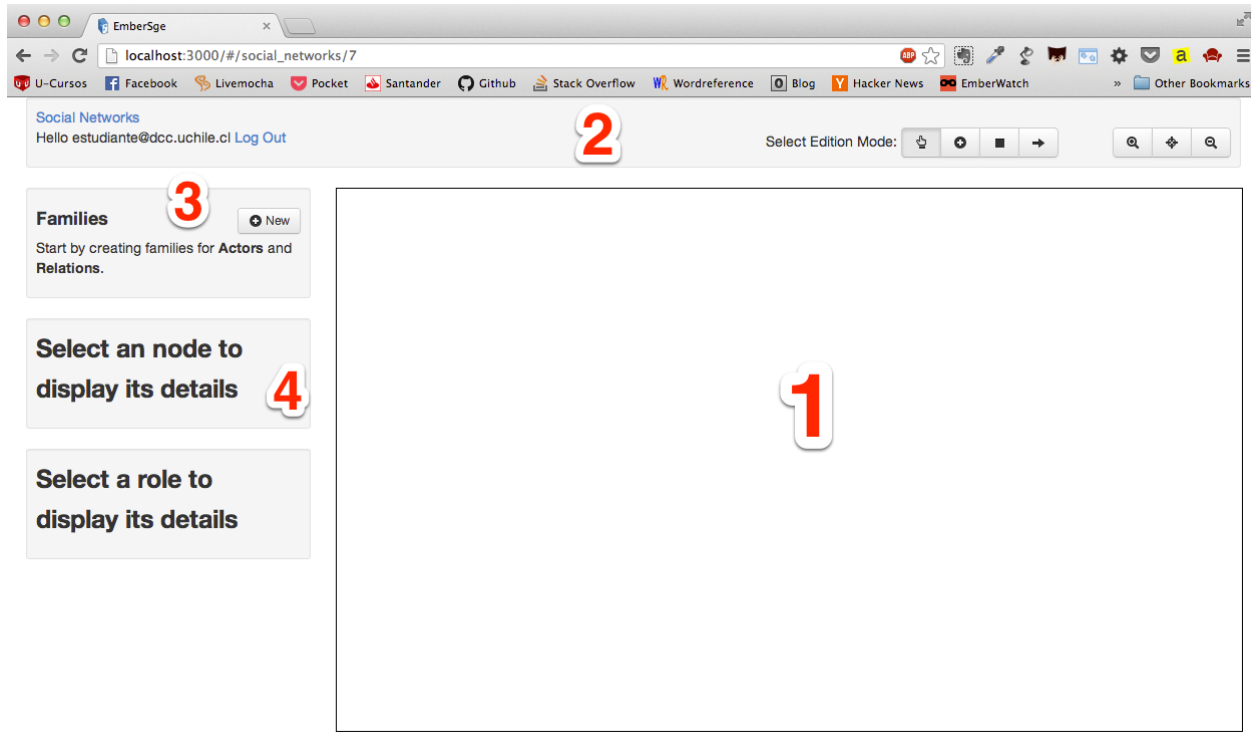 EmberSge
localhost:3000/#/social_networks/7
ABP
a
U-Cursos Facebook Livemocha Pocket Santander Github Stack Overflow Wordreference Blog Hacker News EmberWatch » Other Bookmarks
Social Networks
Hello estudiante@dcc.uchile.cl Log Out
2
Select Edition Mode:
3
Families
New
Start by creating families for Actors and
Relations.
Select an node to
display its details
4
1
Select a role to
display its details